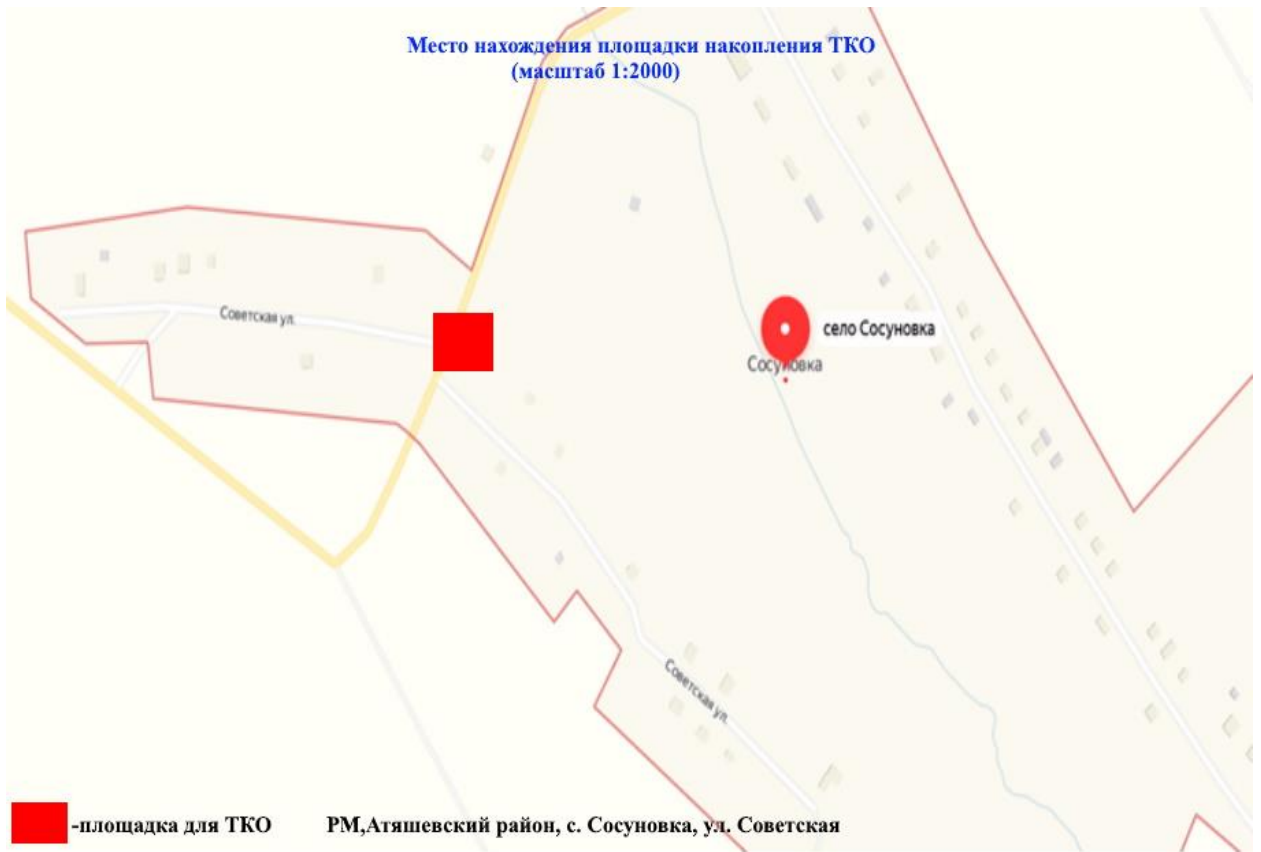 Место нахождения площадки накопления ТКО
(масштаб 1:2000)
Советская ул.
село Сосуновка
Сосуновка
Советская ул.
-площадка для ТКО РМ,Атяшевский район, с. Сосуновка, ул. Советская